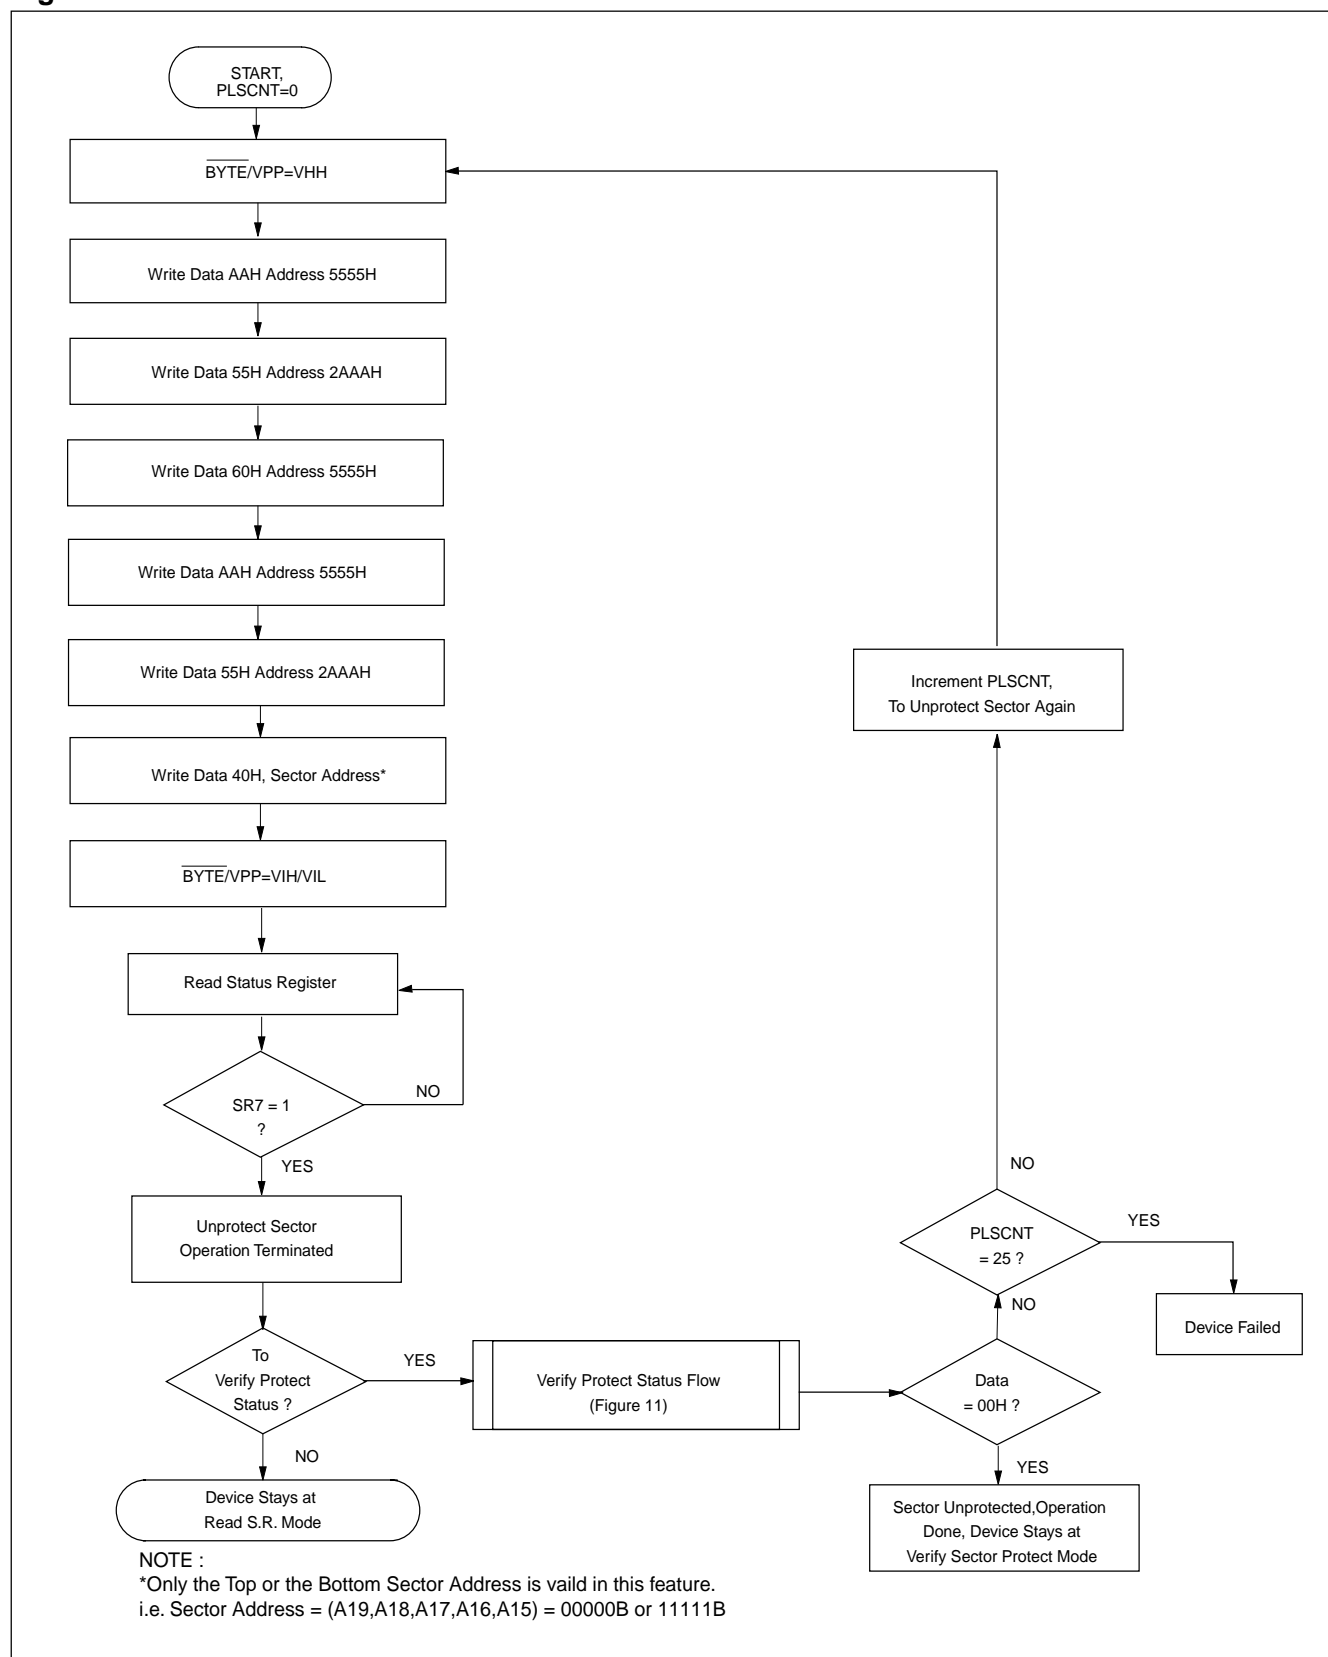 START,
PLSCNT=0
BYTE/VPP=VHH
Write Data AAH Address 5555H
Write Data 55H Address 2AAAH
Write Data 60H Address 5555H
Write Data AAH Address 5555H
Write Data 55H Address 2AAAH
Write Data 40H, Sector Address*
BYTE/VPP=VIH/VIL
Read Status Register
SR7 = 1
?
NO
YES
Unprotect Sector
Operation Terminated
To
Verify Protect
Status ?
YES
NO
Device Stays at
Read S.R. Mode
Verify Protect Status Flow
(Figure 11)
Data
= 00H ?
NO
YES
Sector Unprotected,Operation
Done, Device Stays at
Verify Sector Protect Mode
PLSCNT
= 25 ?
NO
YES
Device Failed
Increment PLSCNT,
To Unprotect Sector Again
NOTE :
*Only the Top or the Bottom Sector Address is vaild in this feature.
i.e. Sector Address = (A19,A18,A17,A16,A15) = 00000B or 11111B